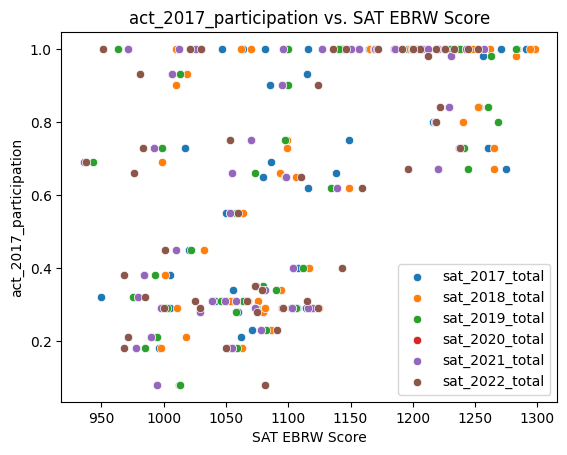 act_2017_participation vs. SAT EBRW Score
act_2017_participation
1.0
0.8
0.6
0.4
0.2
950
1000
1050
1100
1150
1200
1250
1300
SAT EBRW Score
sat_2017_total
sat_2018_total
sat_2019_total
sat_2020_total
sat_2021_total
sat_2022_total